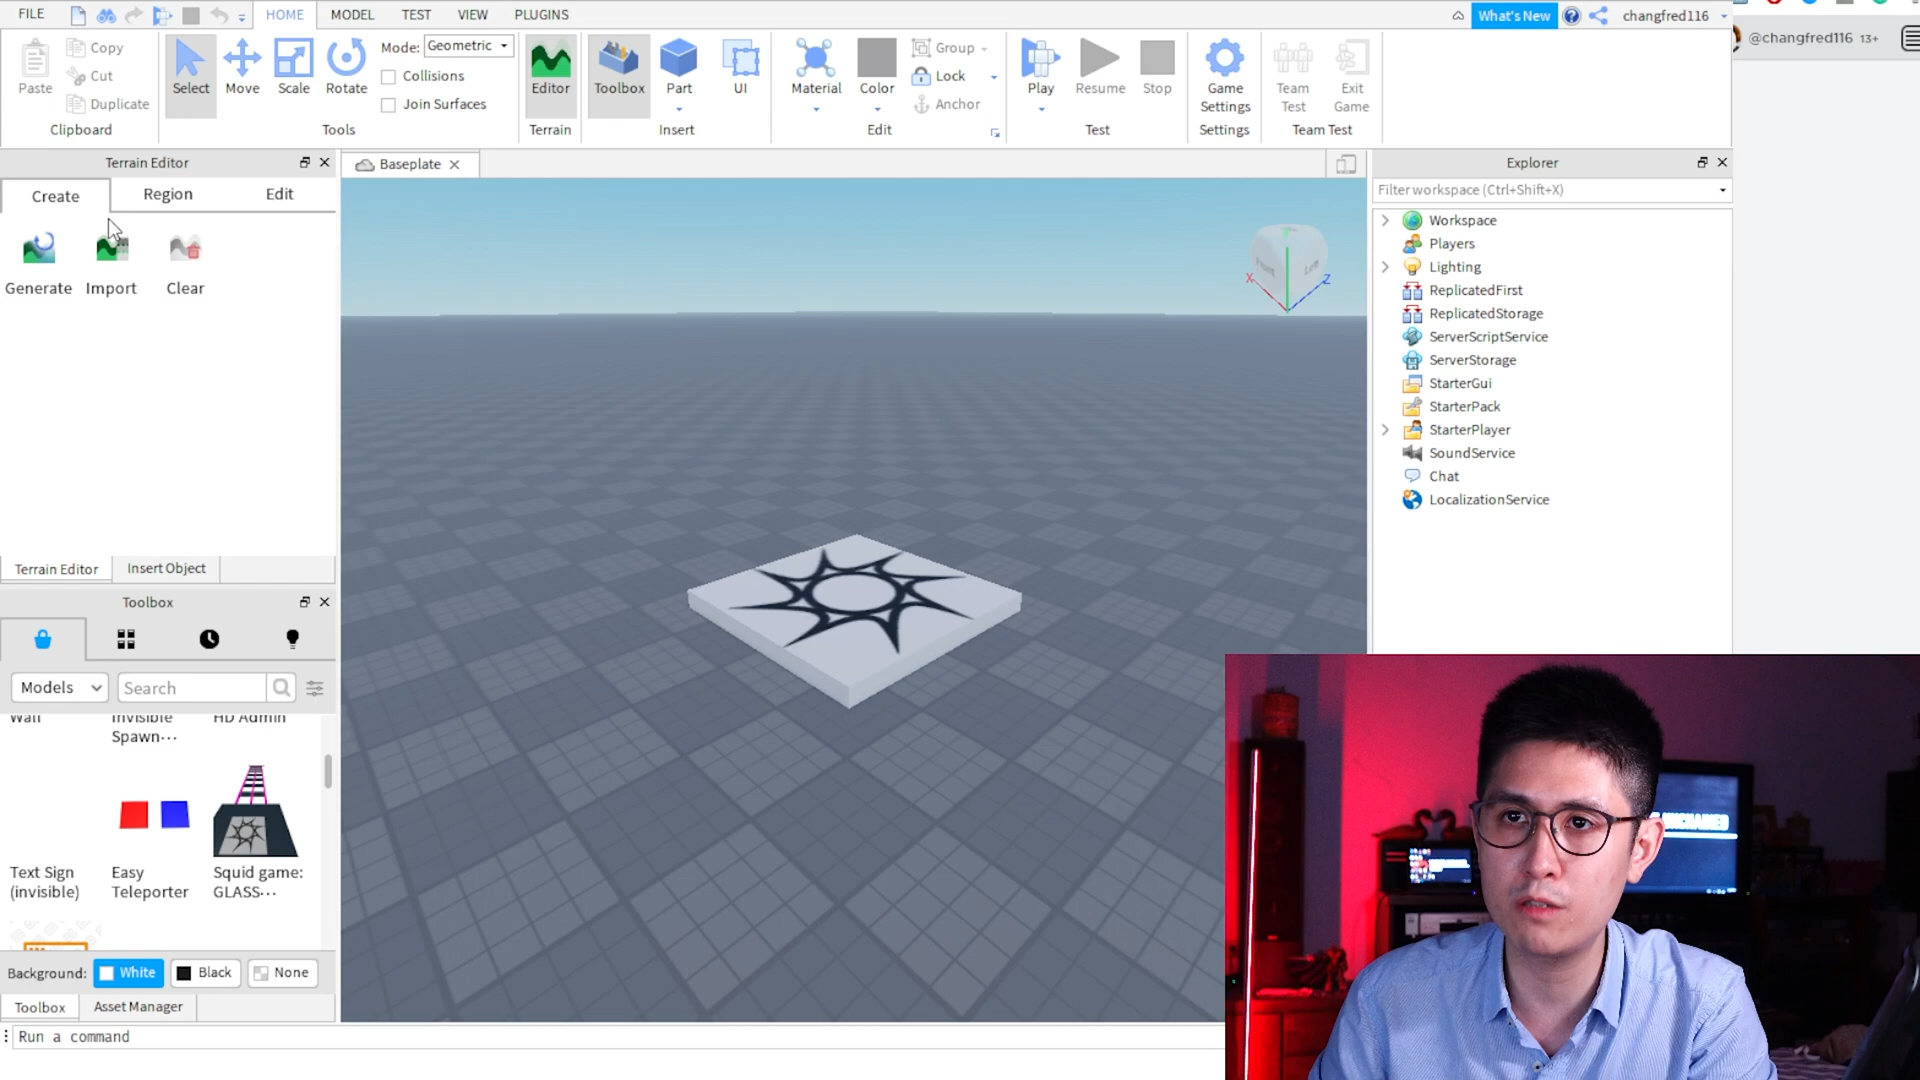 FILE HOME MODEL TEST VIEW PLUGINS What's New changfred116
@changfred116 13+
Paste Copy Cut Duplicate
Clipboard
Select Move Scale Rotate
Mode: Geometric
Collisions
Join Surfaces
Tools
Editor
Terrain
Toolbox Part UI
Insert
Material Color Group Lock Anchor
Edit
Play Resume Stop
Test
Game Settings
Settings
Team Test Exit Game
Team Test
Terrain Editor
Create Region Edit
Generate Import Clear
Terrain Editor Insert Object
Toolbox
Models Search
Wall Invisible Spawn... HD Admin
Text Sign (invisible)
Easy Teleporter
Squid game: GLASS...
Background: White Black None
Toolbox Asset Manager
Run a command
Baseplate
X Z
Explorer
Filter workspace (Ctrl+Shift+X)
Workspace
Players
Lighting
ReplicatedFirst
ReplicatedStorage
ServerScriptService
ServerStorage
StarterGui
StarterPack
StarterPlayer
SoundService
Chat
LocalizationService